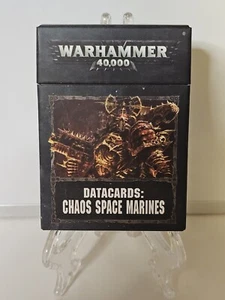 WARHAMMER
40,000
DATACARDS:
CHAOS SPACE MARINES